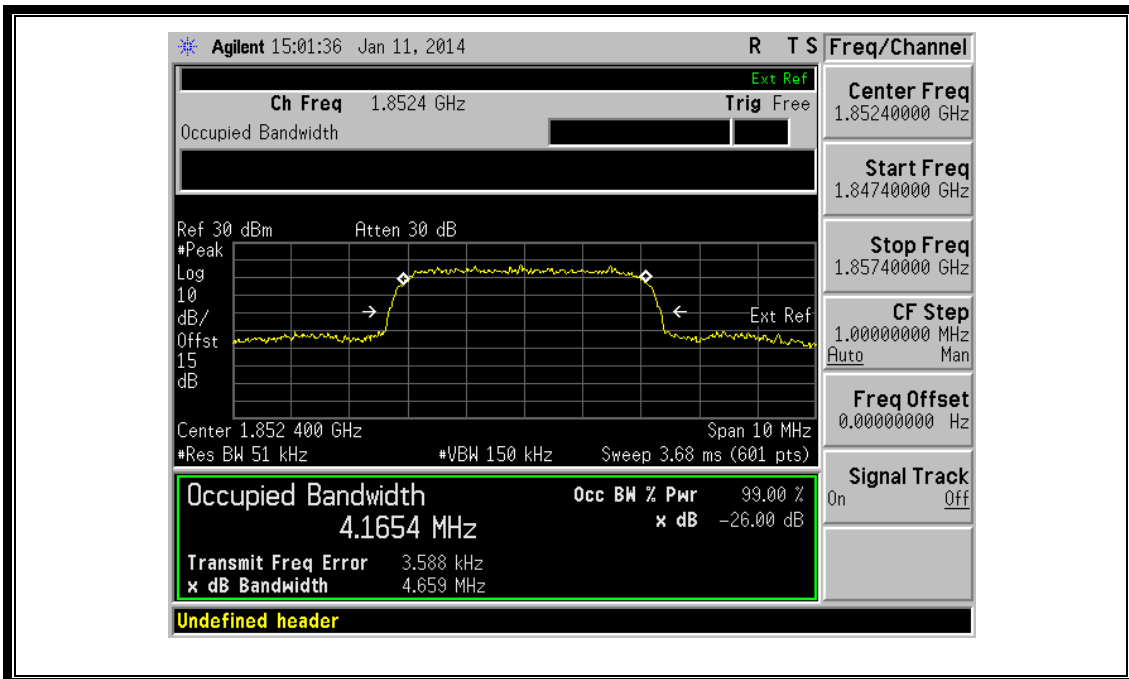 Agilent 15:01:36 Jan 11, 2014 R T S
Freq/Channel
Ext Ref
Ch Freq 1.8524 GHz Trig Free
Occupied Bandwidth
Center Freq
1.85240000 GHz
Start Freq
1.84740000 GHz
Stop Freq
1.85740000 GHz
CF Step
1.00000000 MHz
Auto Man
Freq Offset
0.00000000 Hz
Signal Track
On Off
Ref 30 dBm Atten 30 dB
#Peak
Log
10
dB/
Offst
15
dB
Ext Ref
Center 1.852 400 GHz Span 10 MHz
#Res BW 51 kHz #VBW 150 kHz Sweep 3.68 ms (601 pts)
Occupied Bandwidth
4.1654 MHz
Occ BW % Pwr 99.00 %
x dB -26.00 dB
Transmit Freq Error 3.588 kHz
x dB Bandwidth 4.659 MHz
Undefined header